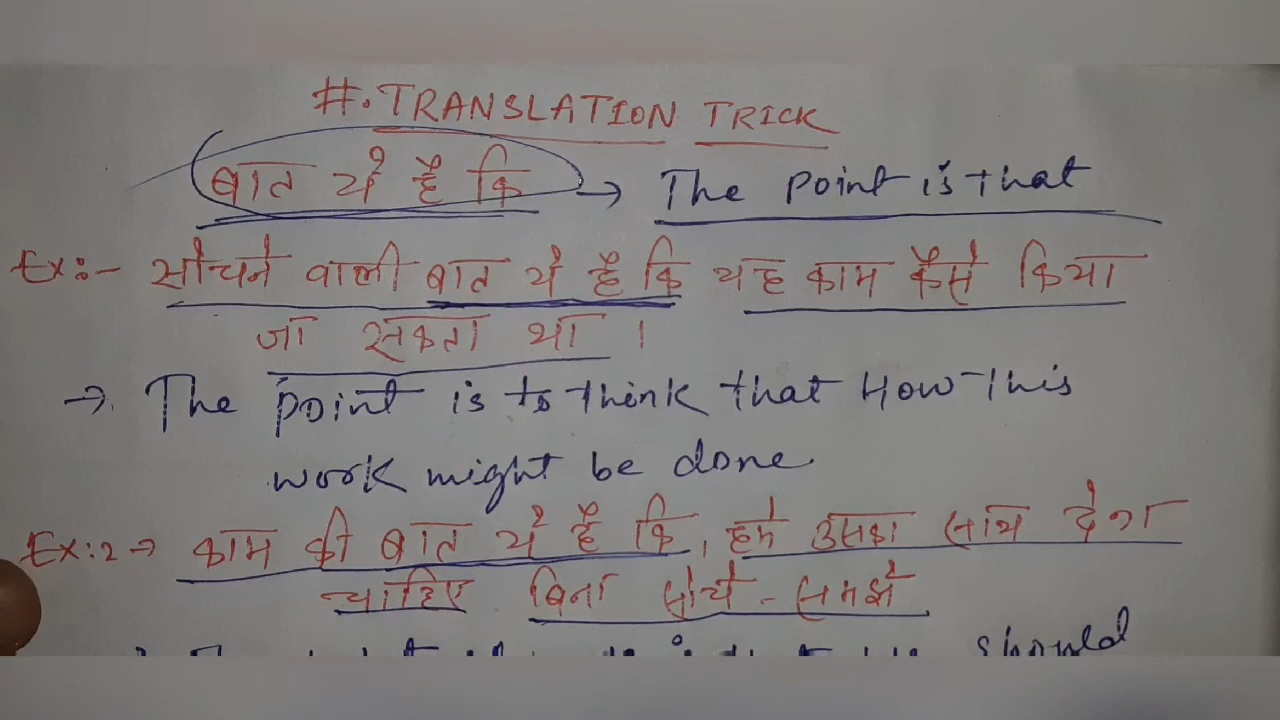 #. TRANSLATION TRICK
बात ये है कि → The point is that
Ex:- सोचने वाली बात ये है कि यह काम कैसे किया
जा सकता था ।
→. The point is to think that How this
work might be done.
Ex:2→ काम की बात ये है कि, हमे उसका साथ देना
चाहिए बिना सोचे-समझे
should